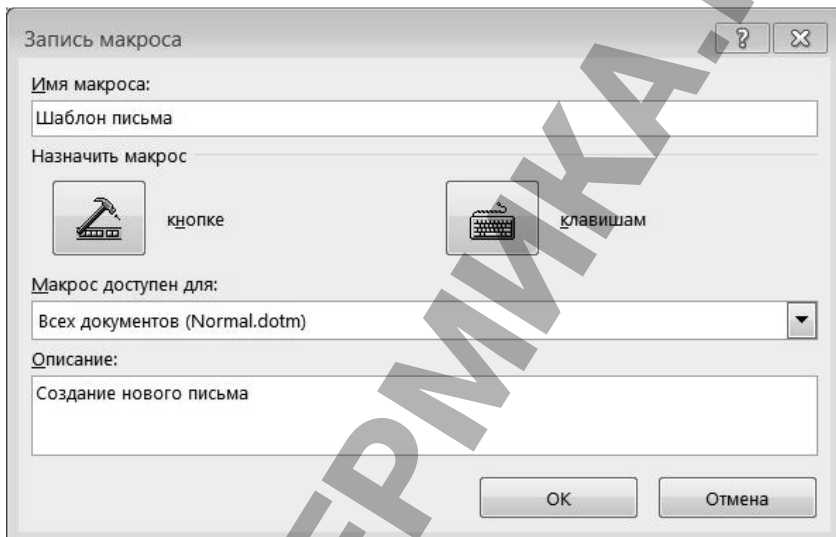 Запись макроса
Имя макроса:
Шаблон письма
Назначить макрос
кнопке
клавишам
Макрос доступен для:
Всех документов (Normal.dotm)
Описание:
Создание нового письма
ОК
Отмена